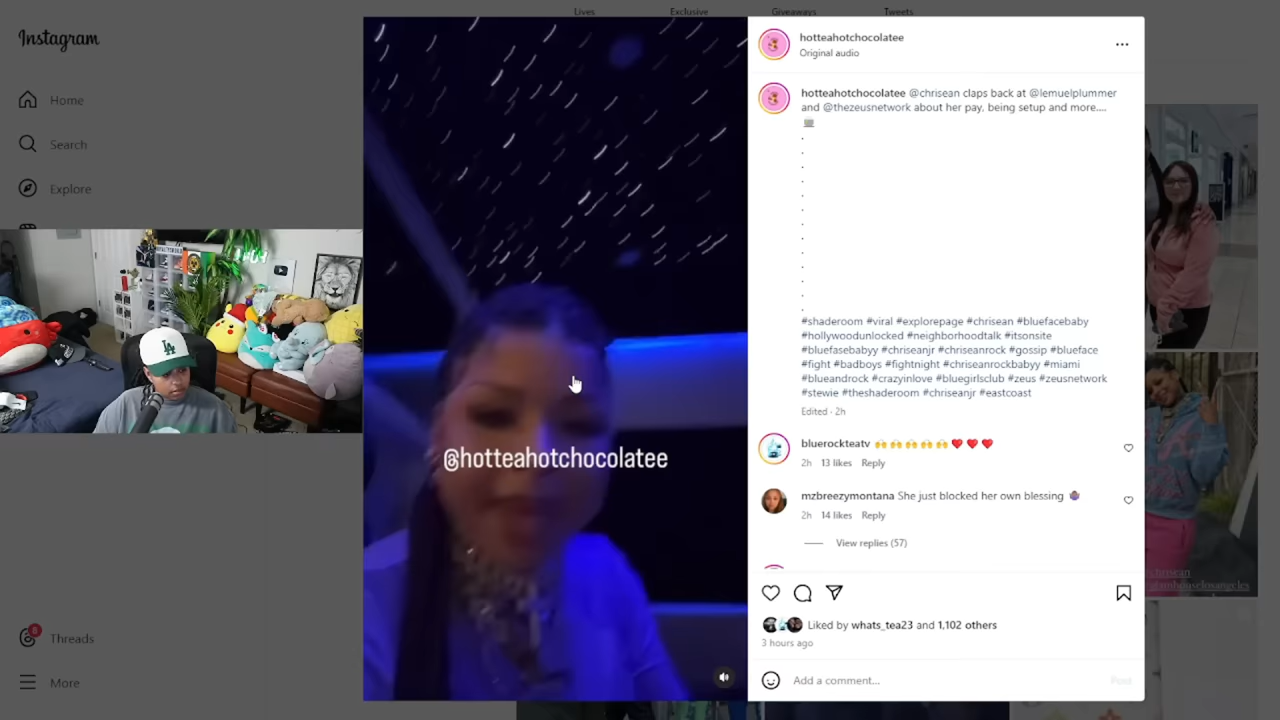 Lives
Exclusive
Giveaways
Tweets
Instagram
Home
Search
Explore
8
Threads
More
@hotteahotchocolatee
LA
hotteahotchocolatee
Original audio
hotteahotchocolatee @chrisean claps back at @lemuelplummer
and @thezeusnetwork about her pay, being setup and more....
.
.
.
.
.
.
.
.
.
.
.
.
.
#shaderoom #viral #explorepage #chrisean #bluefacebaby
#hollywoodunlocked #neighborhoodtalk #itsonsite
#bluefasebabyy #chriseanjr #chriseanrock #gossip #blueface
#fight #badboys #fightnight #chriseanrockbabyy #miami
#blueandrock #crazyinlove #bluegirlsclub #zeus #zeusnetwork
#stewie #theshaderoom #chriseanjr #eastcoast
Edited · 2h
bluerockteatv 🙌🙌🙌🙌🙌❤️❤️❤️
2h 13 likes Reply
mzbreezymontana She just blocked her own blessing 🤷🏾‍♀️
2h 14 likes Reply
View replies (57)
Liked by whats_tea23 and 1,102 others
3 hours ago
Add a comment...
Post